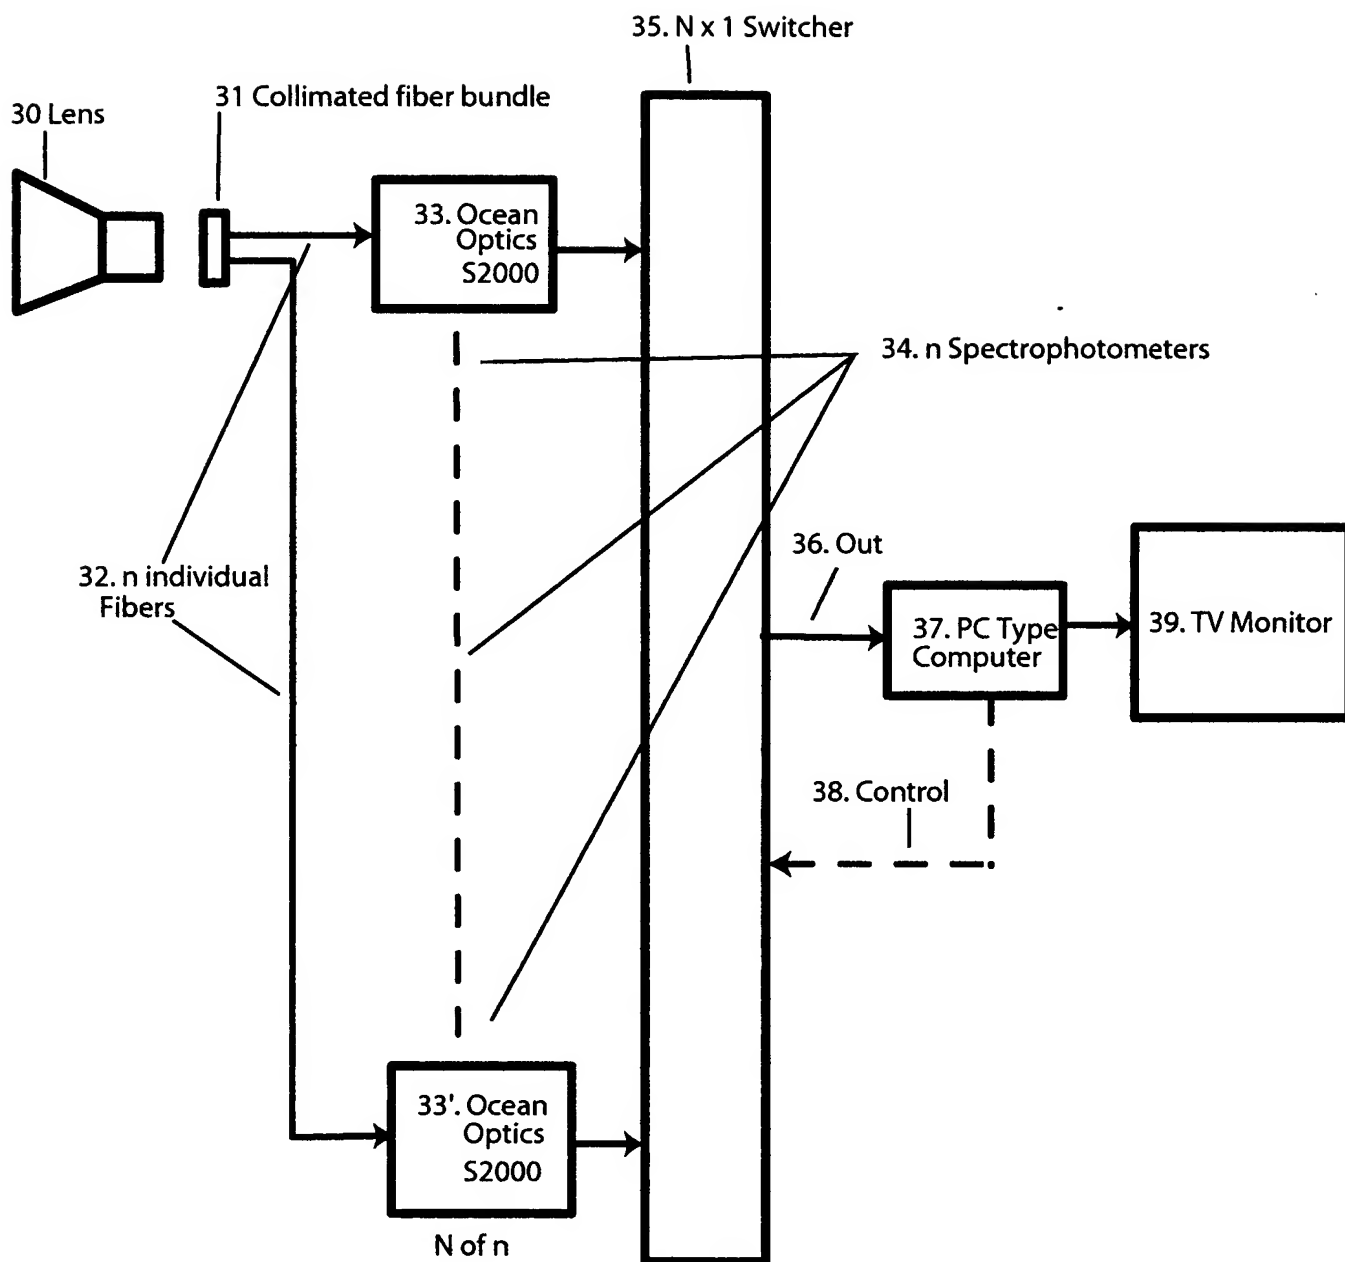 35. N x 1 Switcher
31 Collimated fiber bundle
30 Lens
33. Ocean
Optics
S2000
34. n Spectrophotometers
36. Out
32. n individual
Fibers
37. PC Type
Computer
39. TV Monitor
38. Control
33'. Ocean
Optics
S2000
N of n